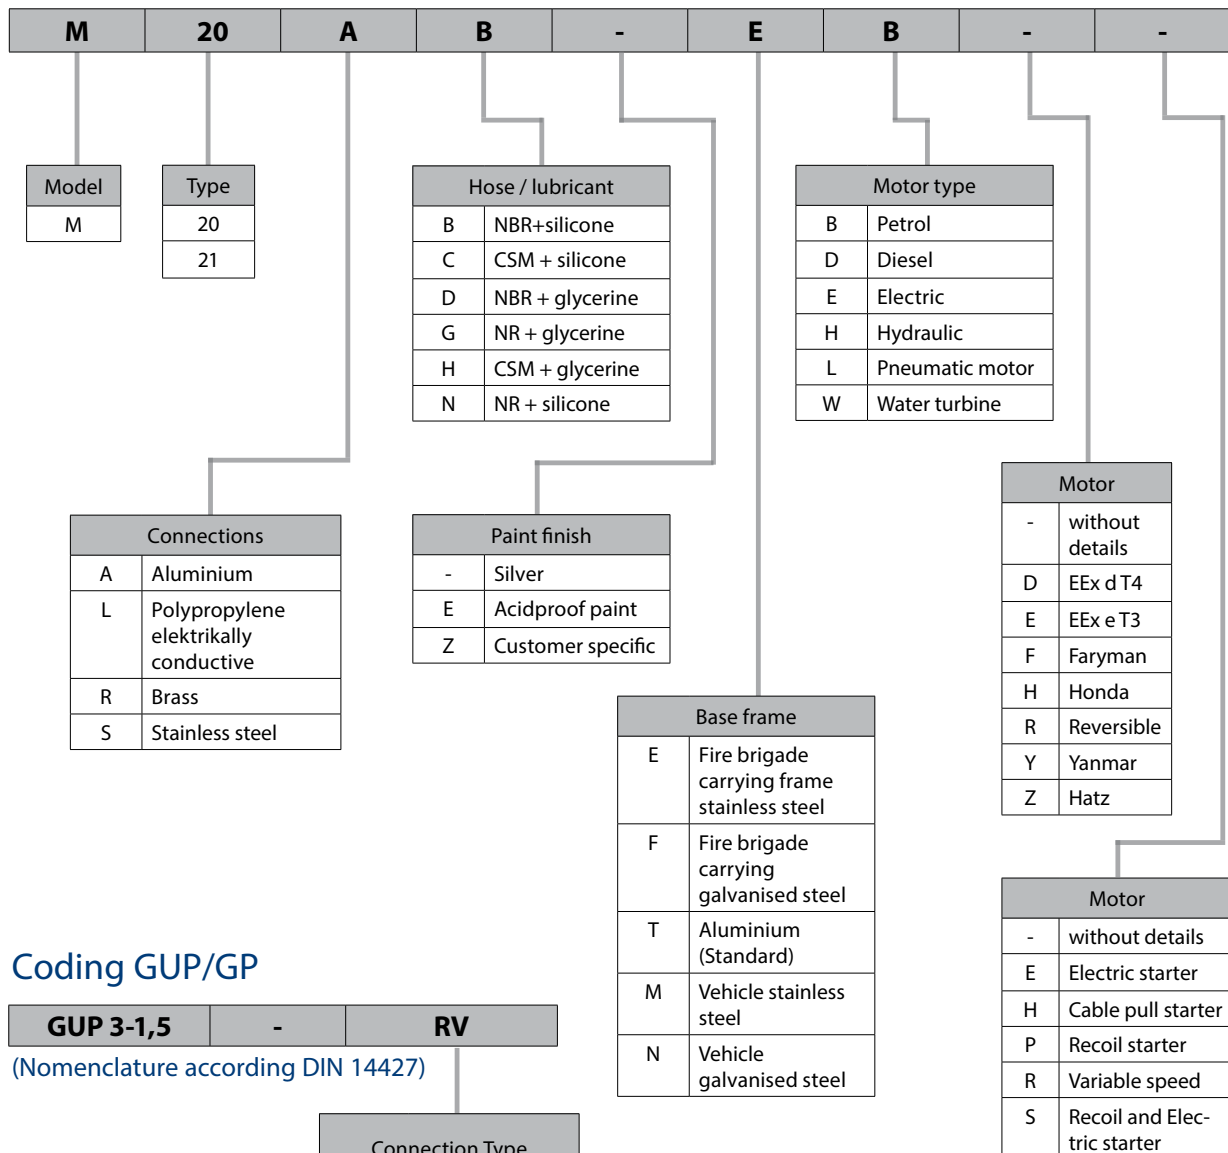 M 20 A B - E B - -
Model
M
Type
20
21
Hose / lubricant
B NBR+silicone
C CSM + silicone
D NBR + glycerine
G NR + glycerine
H CSM + glycerine
N NR + silicone
Motor type
B Petrol
D Diesel
E Electric
H Hydraulic
L Pneumatic motor
W Water turbine
Connections
A Aluminium
L Polypropylene
elektrikally
conductive
R Brass
S Stainless steel
Paint finish
- Silver
E Acidproof paint
Z Customer specific
Motor
- without
details
D EEx d T4
E EEx e T3
F Faryman
H Honda
R Reversible
Y Yanmar
Z Hatz
Base frame
E Fire brigade
carrying frame
stainless steel
F Fire brigade
carrying
galvanised steel
T Aluminium
(Standard)
M Vehicle stainless
steel
N Vehicle
galvanised steel
Motor
- without details
E Electric starter
H Cable pull starter
P Recoil starter
R Variable speed
S Recoil and Elec-
tric starter
Coding GUP/GP
GUP 3-1,5 - RV
(Nomenclature according DIN 14427)
Connection Type